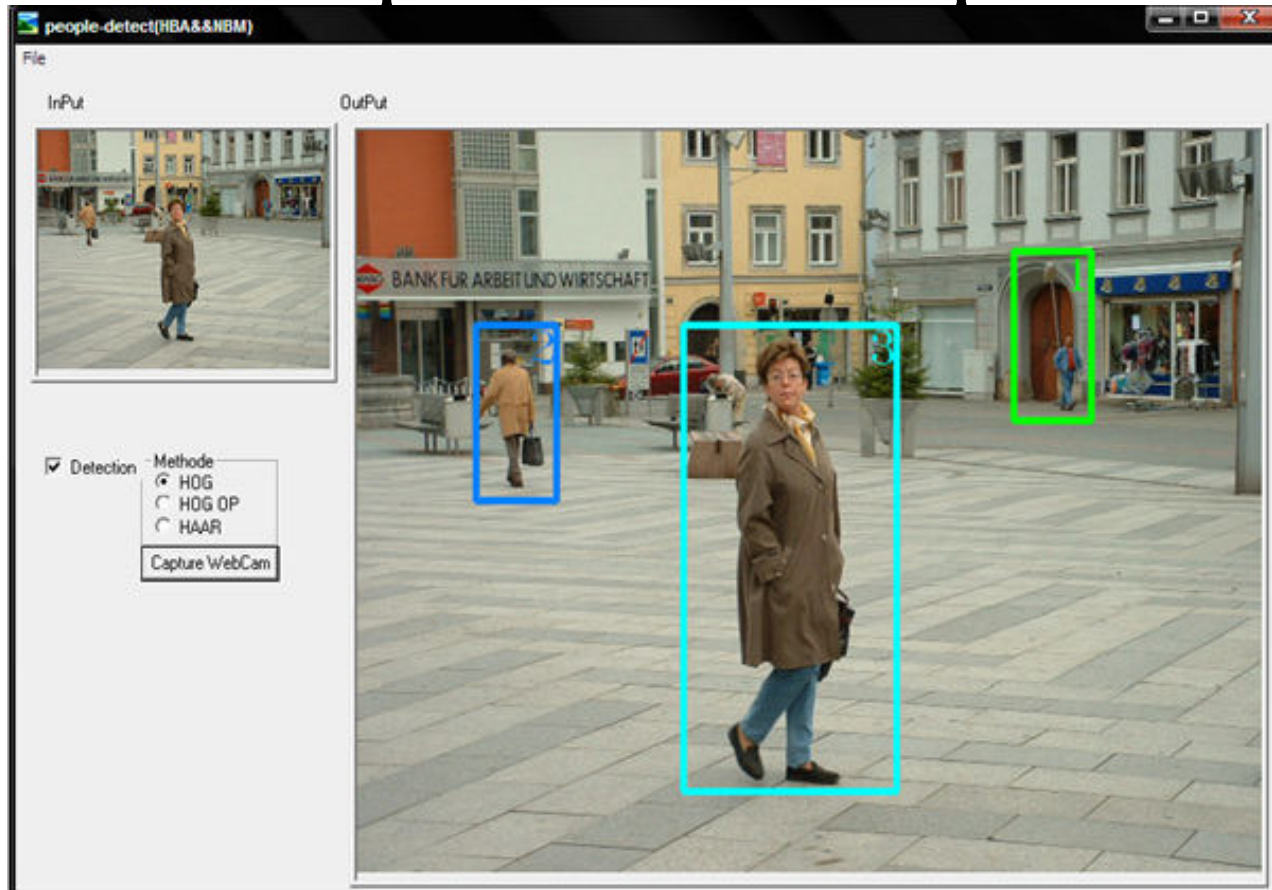 people-detect(HBA&&NBM)
File
InPut
OutPut
BANK FÜR ARBEIT UND WIRTSCHAFT
1
2
3
Detection
Methode
HOG
HOG OP
HAAR
Capture WebCam